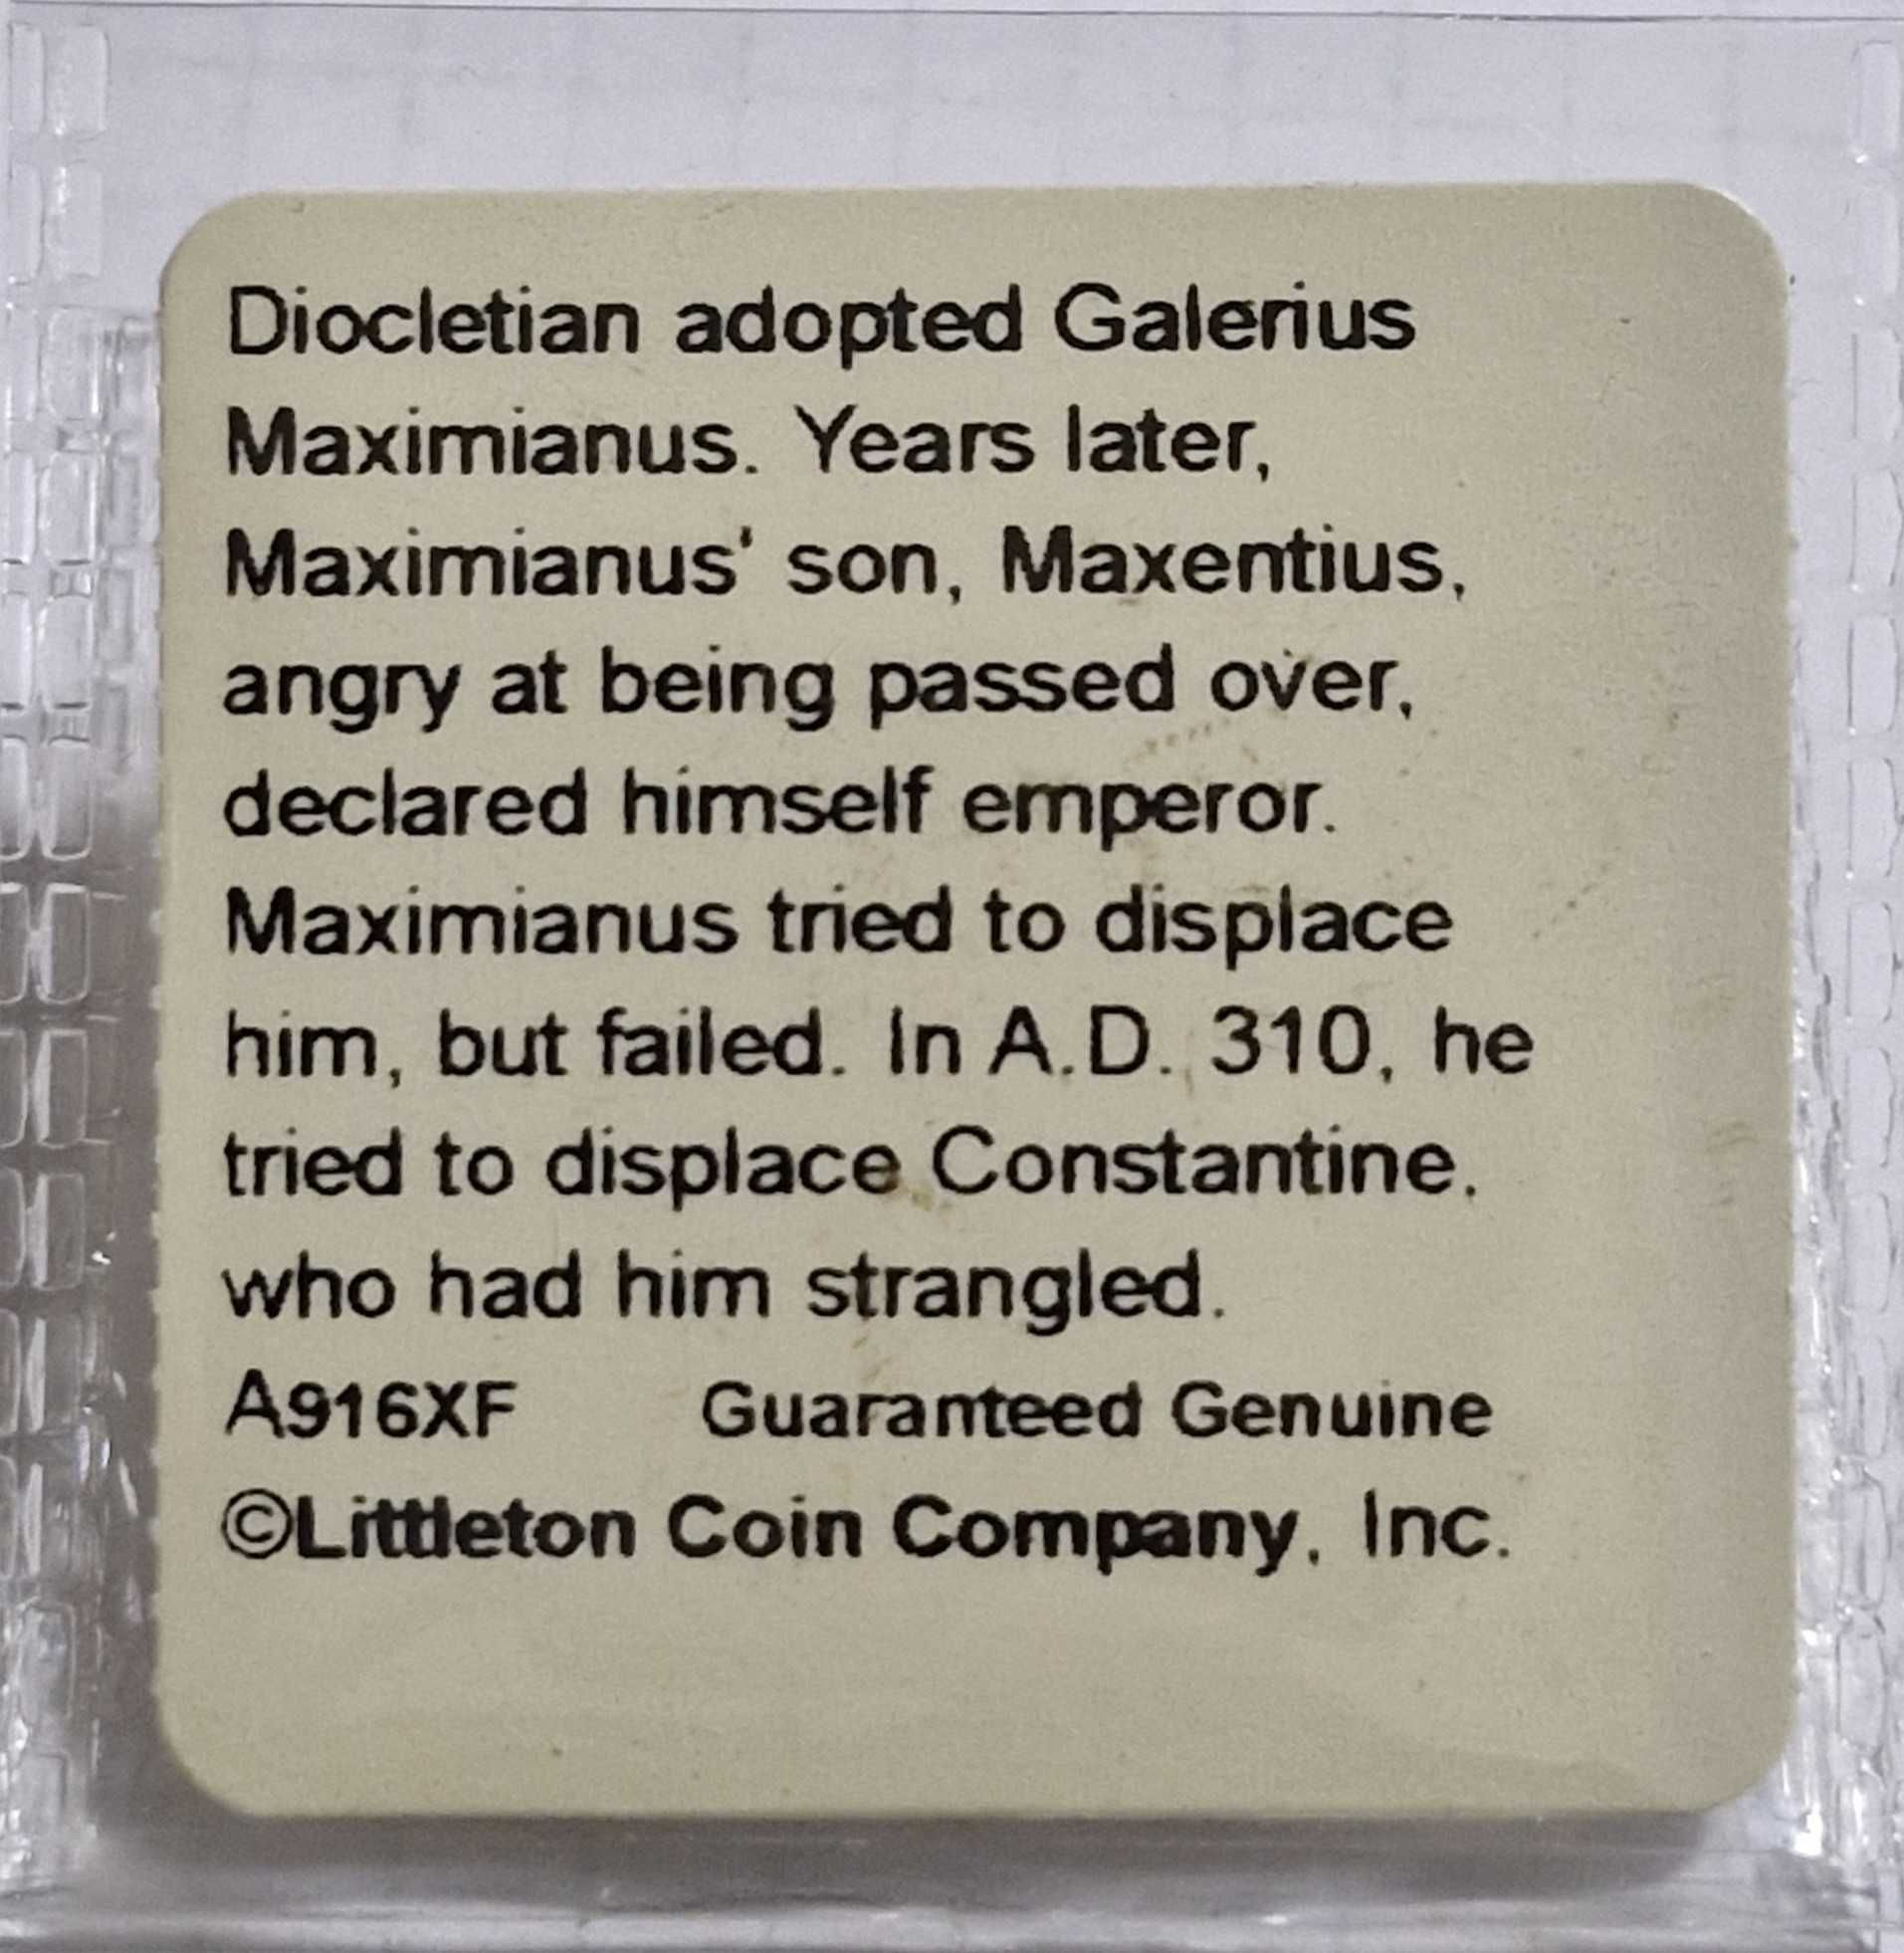 Diocletian adopted Galerius
Maximianus. Years later,
Maximianus' son, Maxentius,
angry at being passed over,
declared himself emperor.
Maximianus tried to displace
him, but failed. In A.D. 310, he
tried to displace Constantine,
who had him strangled.
A916XF Guaranteed Genuine
©Littleton Coin Company, Inc.